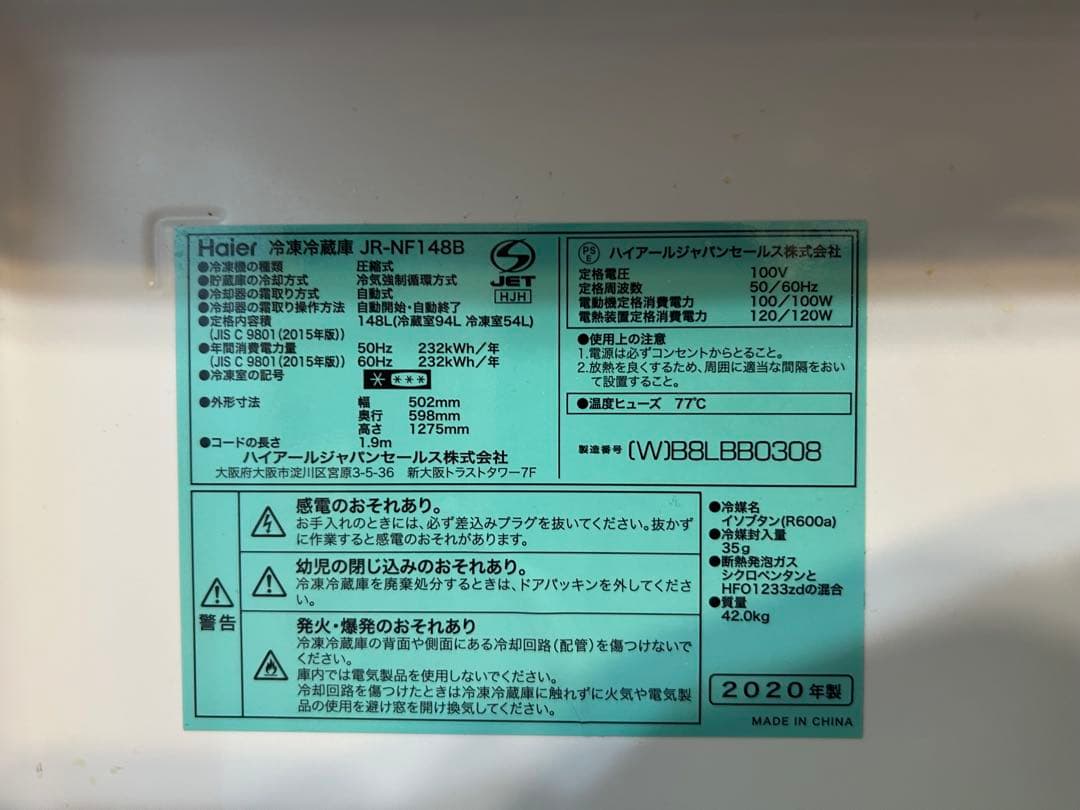 Haier 冷凍冷蔵庫 JR-NF148B
●冷凍機の種類 圧縮式
●貯蔵庫の冷却方式 冷気強制循環方式
●冷却器の霜取り方式 自動式
●冷却器の霜取り操作方法 自動開始・自動終了
●定格内容積 148L(冷蔵室94L 冷凍室54L)
(JIS C 9801(2015年版))
●年間消費電力量 50Hz 232kWh/年
(JIS C 9801(2015年版)) 60Hz 232kWh/年
●冷凍室の記号
●外形寸法 幅 502mm
奥行 598mm
高さ 1275mm
●コードの長さ 1.9m
ハイアールジャパンセールス株式会社
大阪府大阪市淀川区宮原3-5-36 新大阪トラストタワー7F
S
JET
HJH
PSE ハイアールジャパンセールス株式会社
定格電圧 100V
定格周波数 50/60Hz
電動機定格消費電力 100/100W
電熱装置定格消費電力 120/120W
●使用上の注意
1.電源は必ずコンセントからとること。
2.放熱を良くするため、周囲に適当な間隔をおい
て設置すること。
●温度ヒューズ 77℃
製造番号 (W)B8LBB0308
警告
感電のおそれあり。
お手入れのときには、必ず差込みプラグを抜いてください。抜かず
に作業すると感電のおそれがあります。
幼児の閉じ込みのおそれあり。
冷凍冷蔵庫を廃棄処分するときは、ドアパッキンを外してくださ
い。
発火・爆発のおそれあり
冷凍冷蔵庫の背面や側面にある冷却回路(配管)を傷つけないで
ください。
庫内では電気製品を使用しないでください。
冷却回路を傷つけたときは冷凍冷蔵庫に触れずに火気や電気製
品の使用を避け窓を開け換気してください。
●冷媒名
イソブタン(R600a)
●冷媒封入量
35g
●断熱発泡ガス
シクロペンタンと
HFO1233zdの混合
●質量
42.0kg
2020年製
MADE IN CHINA